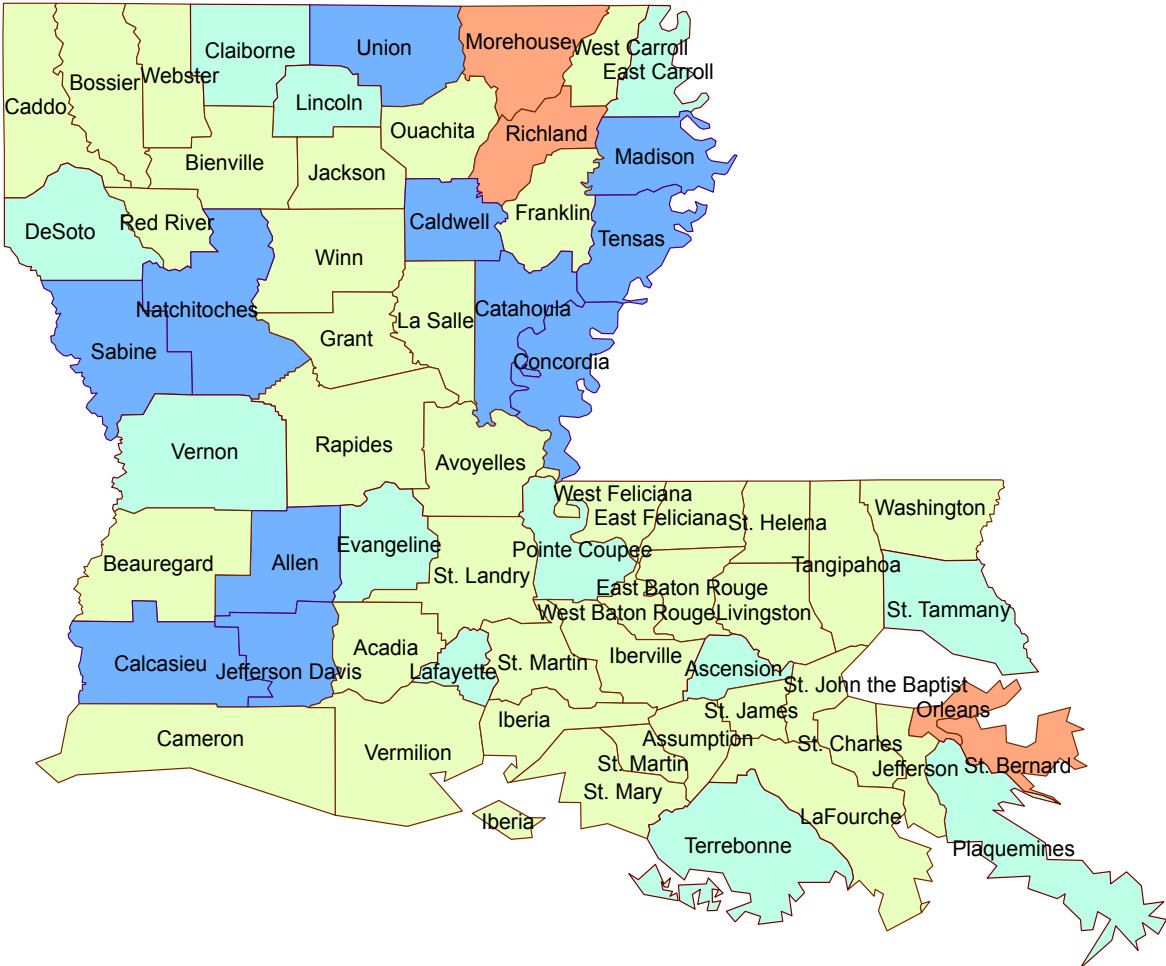 Claiborne
Union
Morehouse
West Carroll
East Carroll
Caddo
Bossier
Webster
Lincoln
Ouachita
Richland
Madison
Bienville
Jackson
DeSoto
Red River
Caldwell
Franklin
Tensas
Winn
Natchitoches
Sabine
Grant
La Salle
Catahoula
Concordia
Vernon
Rapides
Avoyelles
West Feliciana
East Feliciana
St. Helena
Washington
Beauregard
Allen
Evangeline
St. Landry
Pointe Coupee
Tangipahoa
East Baton Rouge
West Baton Rouge
Livingston
St. Tammany
Calcasieu
Jefferson Davis
Acadia
Lafayette
St. Martin
Iberville
Ascension
St. John the Baptist
Orleans
Cameron
Vermilion
Iberia
St. James
Assumption
St. Charles
St. Martin
Jefferson
St. Bernard
St. Mary
Iberia
LaFourche
Terrebonne
Plaquemines